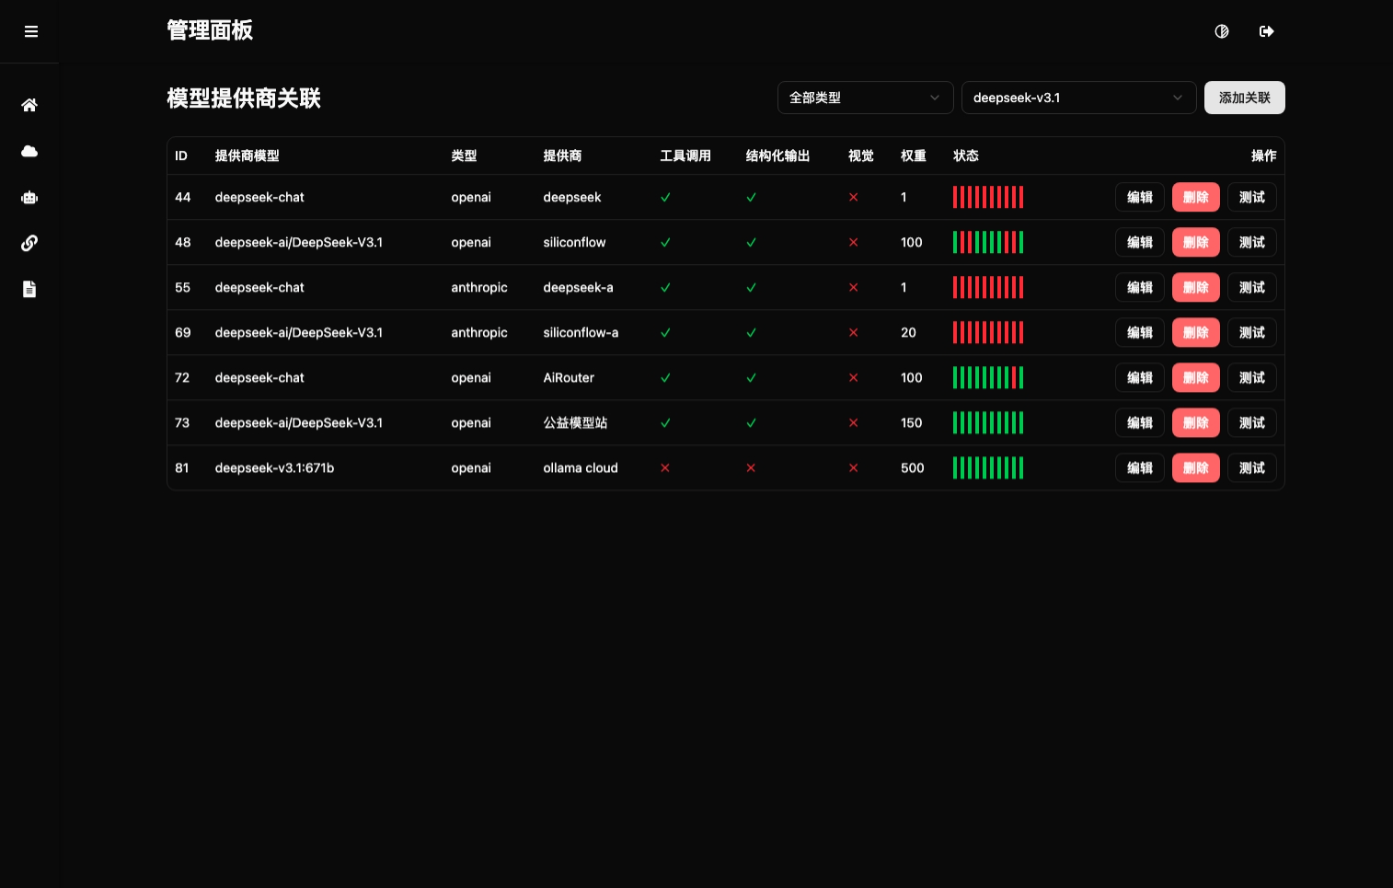 管理面板
模型提供商关联
全部类型 deepseek-v3.1 添加关联
ID 提供商模型 类型 提供商 工具调用 结构化输出 视觉 权重 状态 操作
44 deepseek-chat openai deepseek ✓ ✓ ✕ 1 编辑 删除 测试
48 deepseek-ai/DeepSeek-V3.1 openai siliconflow ✓ ✓ ✕ 100 编辑 删除 测试
55 deepseek-chat anthropic deepseek-a ✓ ✓ ✕ 1 编辑 删除 测试
69 deepseek-ai/DeepSeek-V3.1 anthropic siliconflow-a ✓ ✓ ✕ 20 编辑 删除 测试
72 deepseek-chat openai AiRouter ✓ ✓ ✕ 100 编辑 删除 测试
73 deepseek-ai/DeepSeek-V3.1 openai 公益模型站 ✓ ✓ ✕ 150 编辑 删除 测试
81 deepseek-v3.1:671b openai ollama cloud ✕ ✕ ✕ 500 编辑 删除 测试